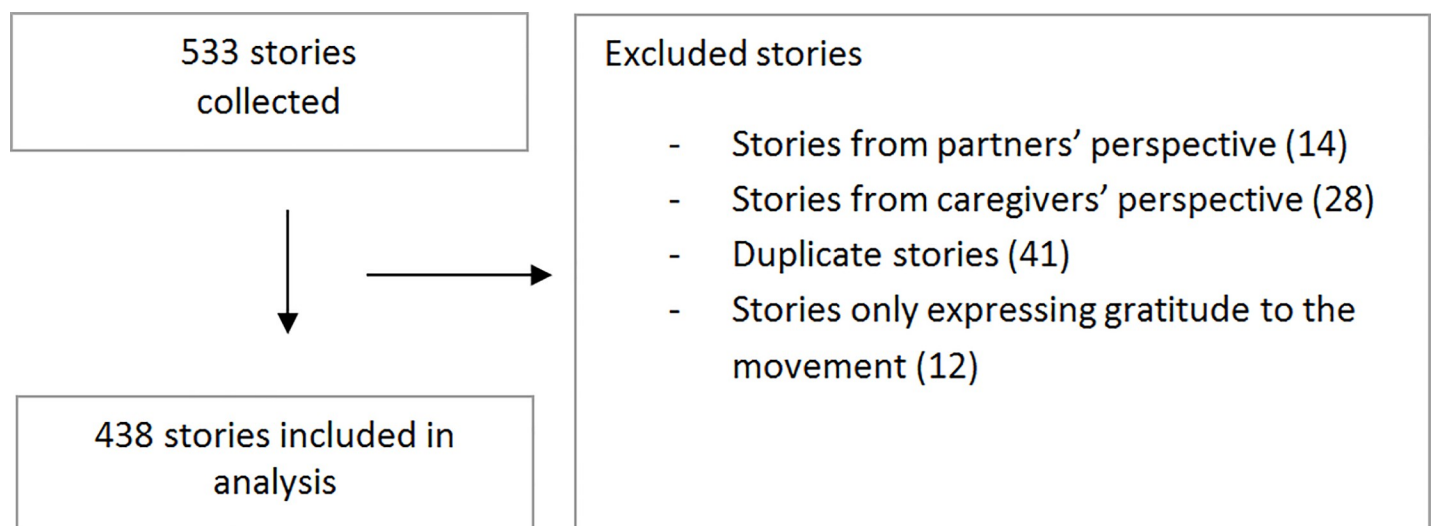 533 stories
collected
Excluded stories
- Stories from partners’ perspective (14)
- Stories from caregivers’ perspective (28)
- Duplicate stories (41)
- Stories only expressing gratitude to the
movement (12)
438 stories included in
analysis